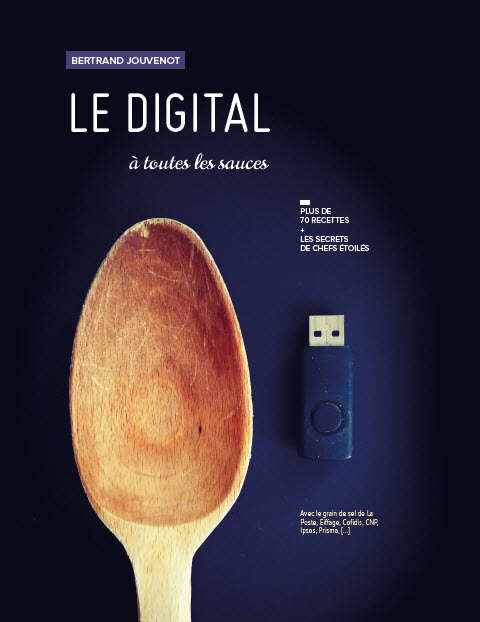 BERTRAND JOUVENOT
LE DIGITAL
à toutes les sauces
PLUS DE
70 RECETTES
+
LES SECRETS
DE CHEFS ÉTOILÉS
Avec le grain de sel de La
Poste, Eiffage, Cofidis, CNP,
Ipsos, Prisma, [...]